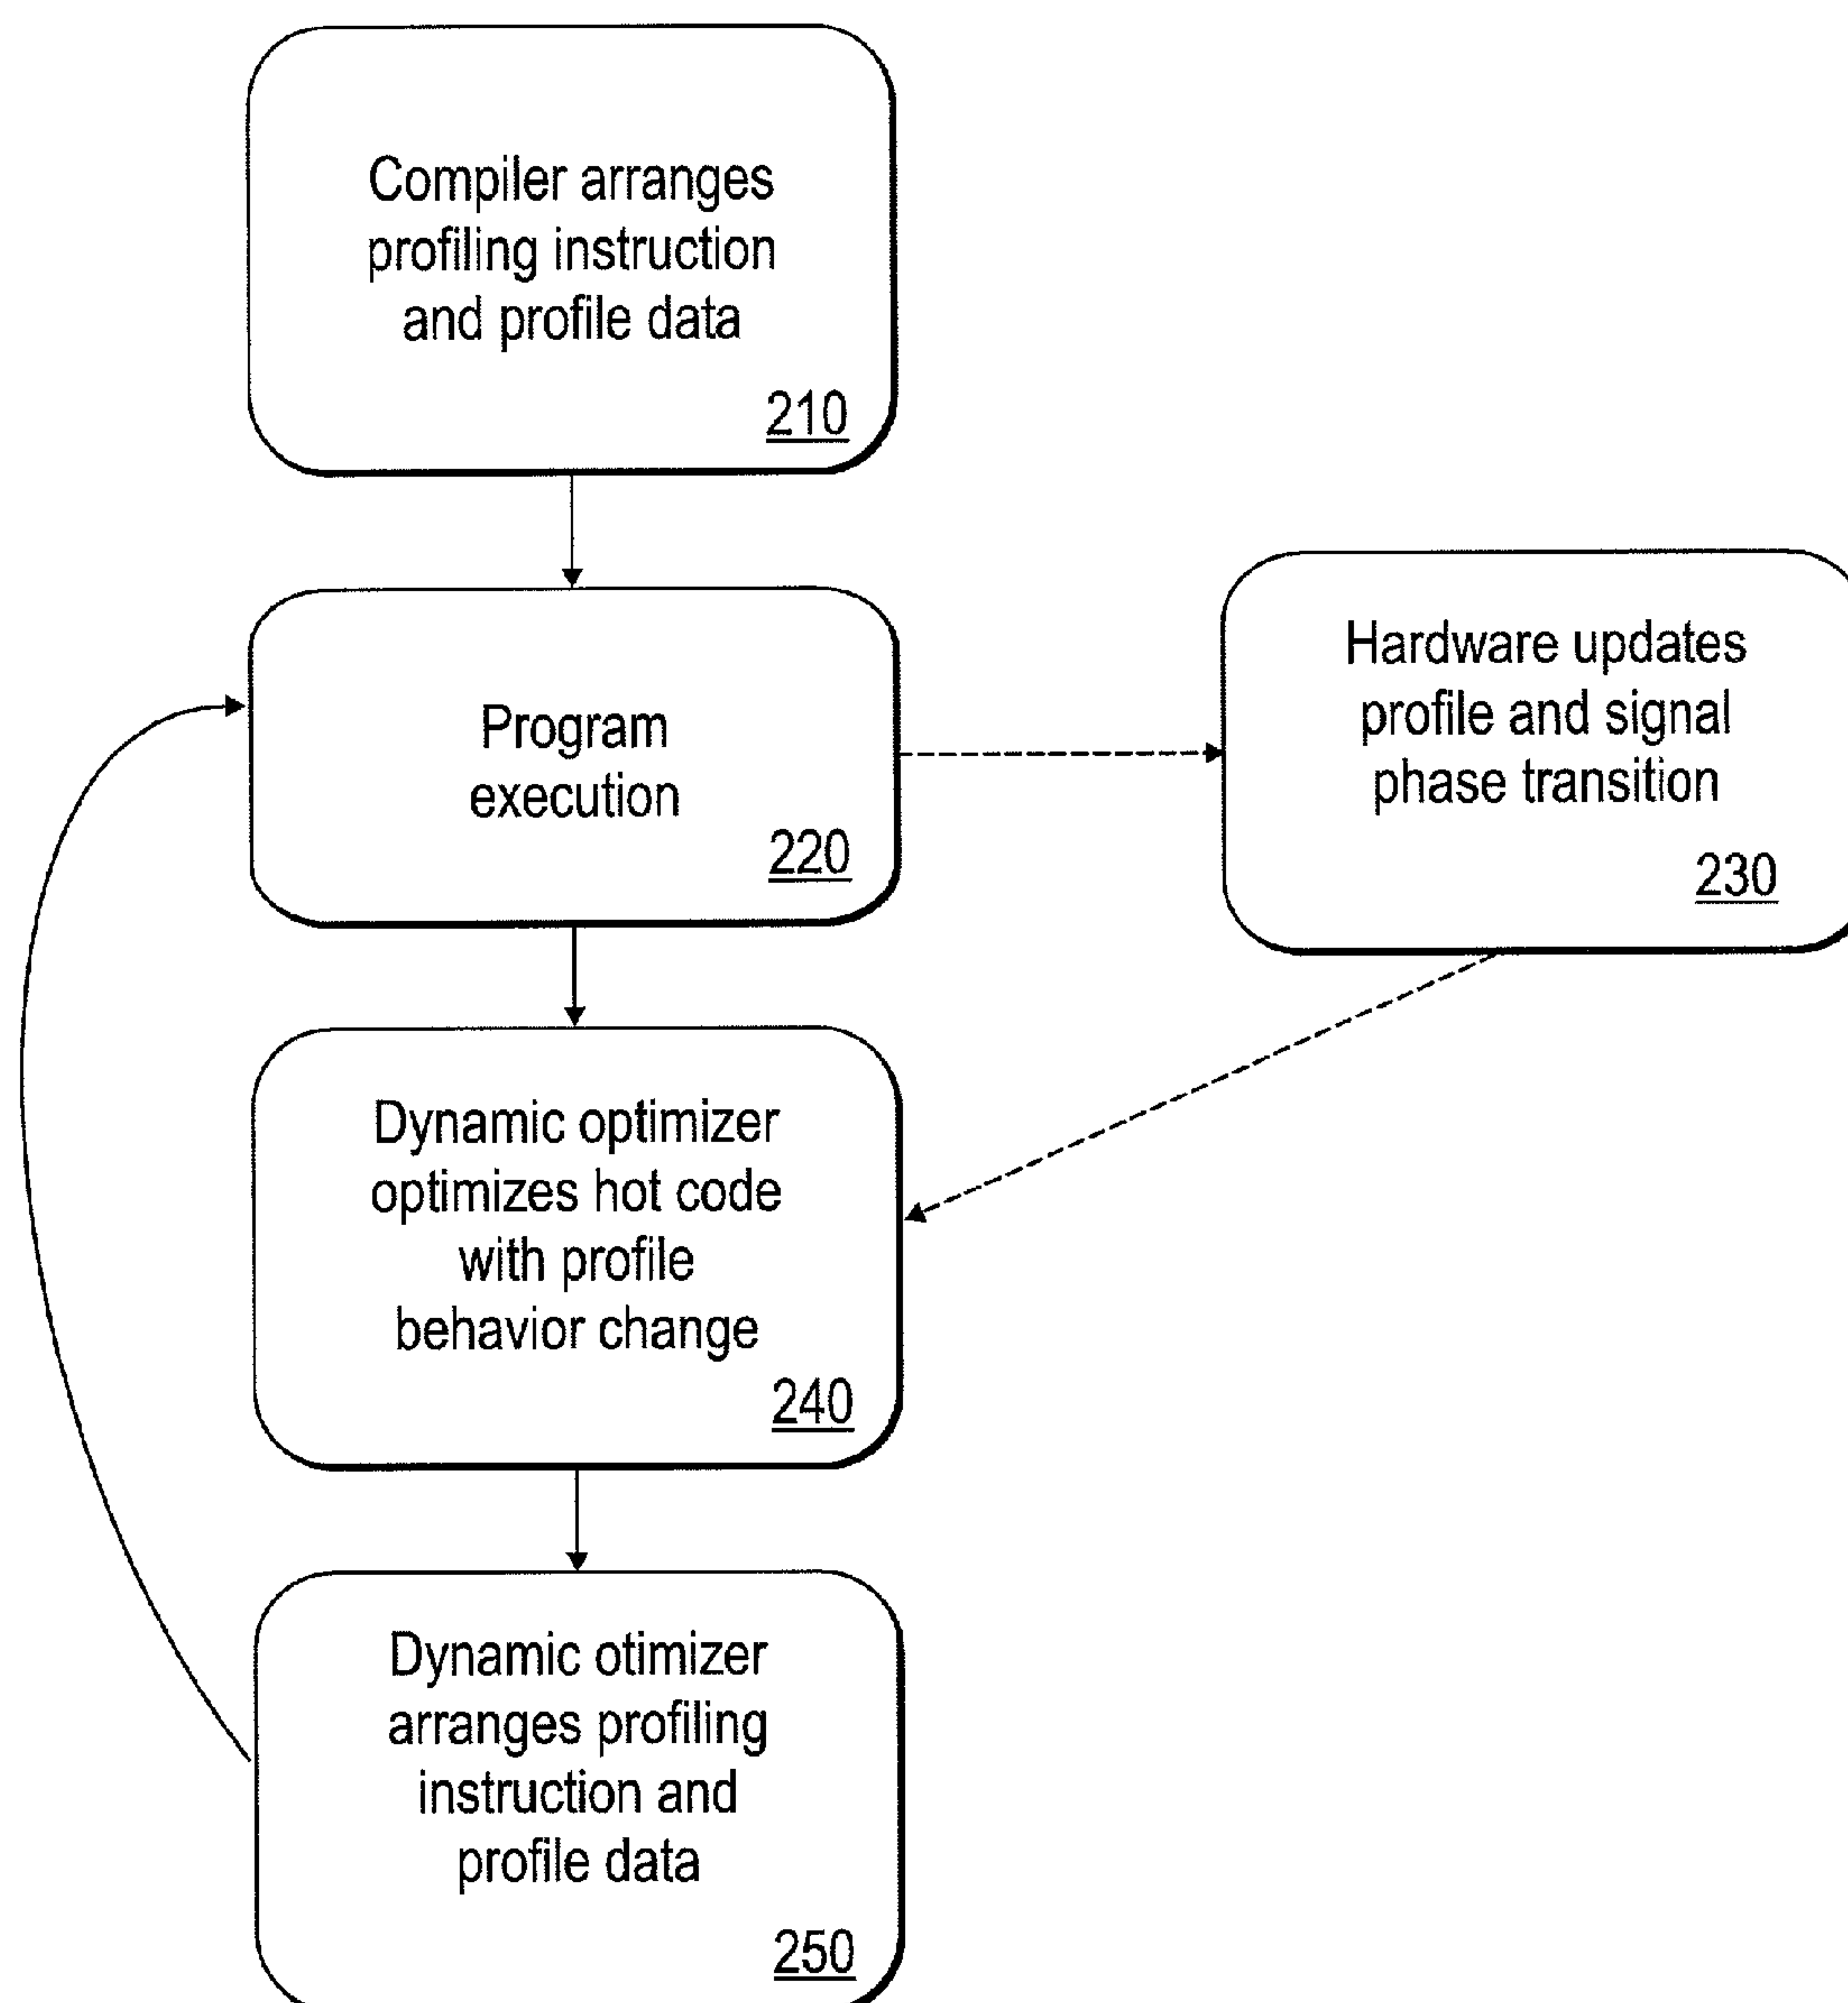 Compiler arranges
profiling instruction
and profile data
210
Program
execution
220
Hardware updates
profile and signal
phase transition
230
Dynamic optimizer
optimizes hot code
with profile
behavior change
240
Dynamic otimizer
arranges profiling
instruction and
profile data
250